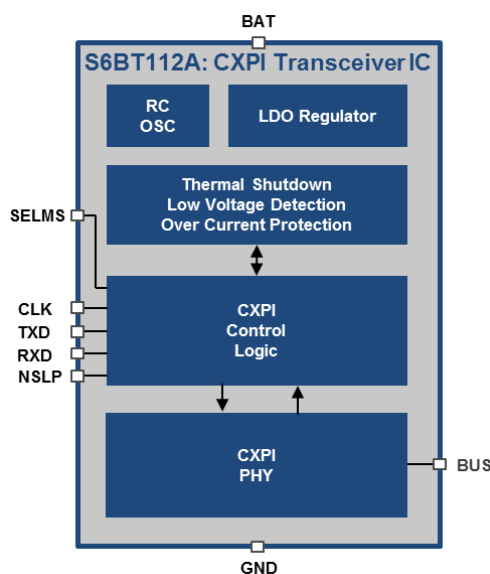 BAT
S6BT112A: CXPI Transceiver IC
RC
OSC
LDO Regulator
Thermal Shutdown
Low Voltage Detection
Over Current Protection
SELMS
CLK
TXD
RXD
NSLP
CXPI
Control
Logic
CXPI
PHY
BUS
GND